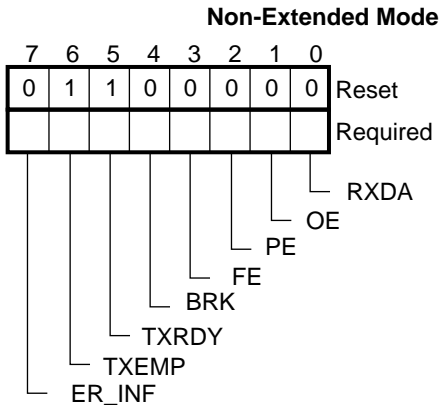 Non-Extended Mode
7 6 5 4 3 2 1 0
0 1 1 0 0 0 0 0 Reset
Required
RXDA
OE
PE
FE
BRK
TXRDY
TXEMP
ER_INF